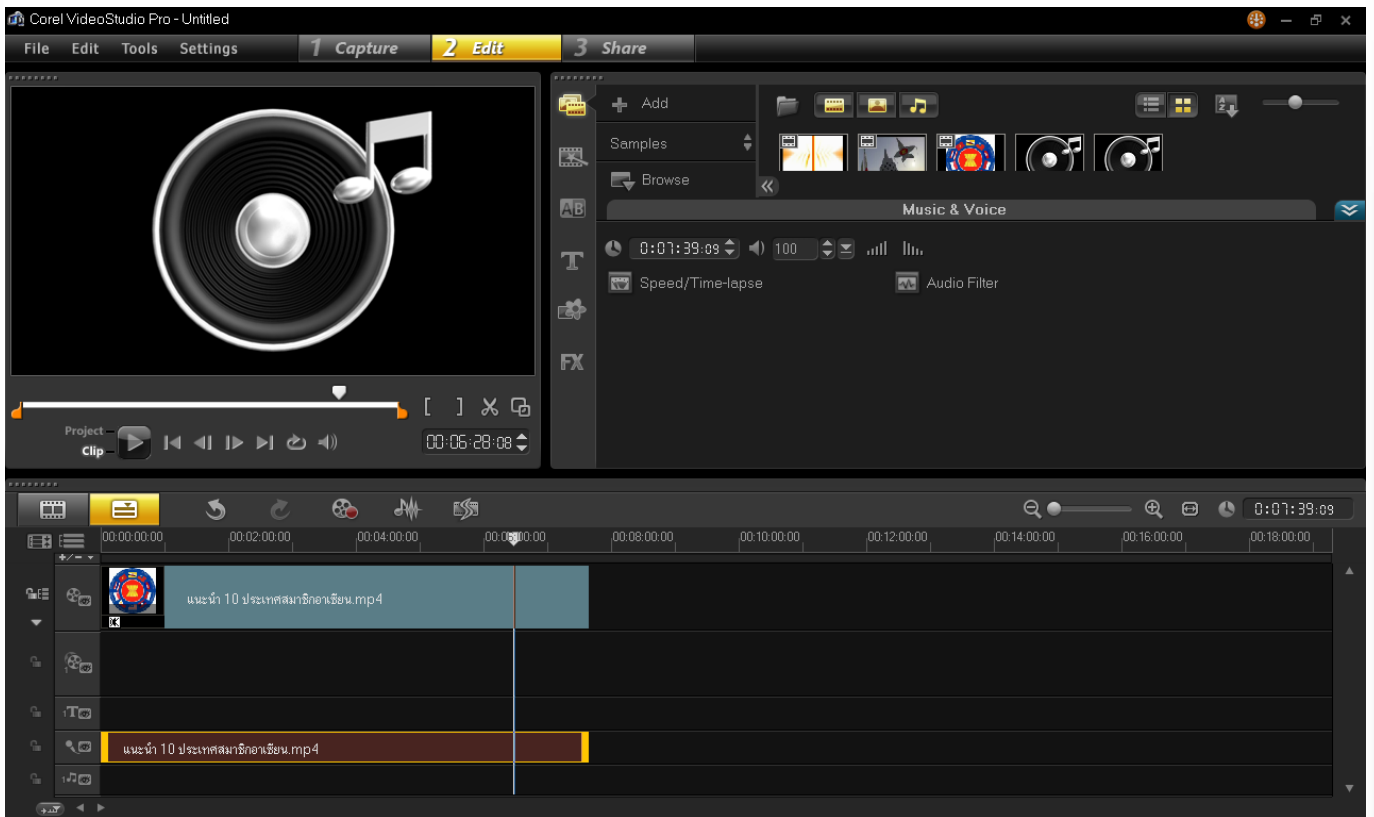 Corel VideoStudio Pro - Untitled
File Edit Tools Settings 1 Capture 2 Edit 3 Share
Add
Samples
Browse
AB
T
FX
Music & Voice
0:07:39:09 100
Speed/Time-lapse Audio Filter
[ ]
Project
Clip
00:06:28:08
0:07:39:09
00:00:00:00 00:02:00:00 00:04:00:00 00:08:00:00 00:10:00:00 00:12:00:00 00:14:00:00 00:16:00:00 00:18:00:00
แนะนำ 10 ประเทศสมาชิกอาเซียน.mp4
1
1T
แนะนำ 10 ประเทศสมาชิกอาเซียน.mp4
1